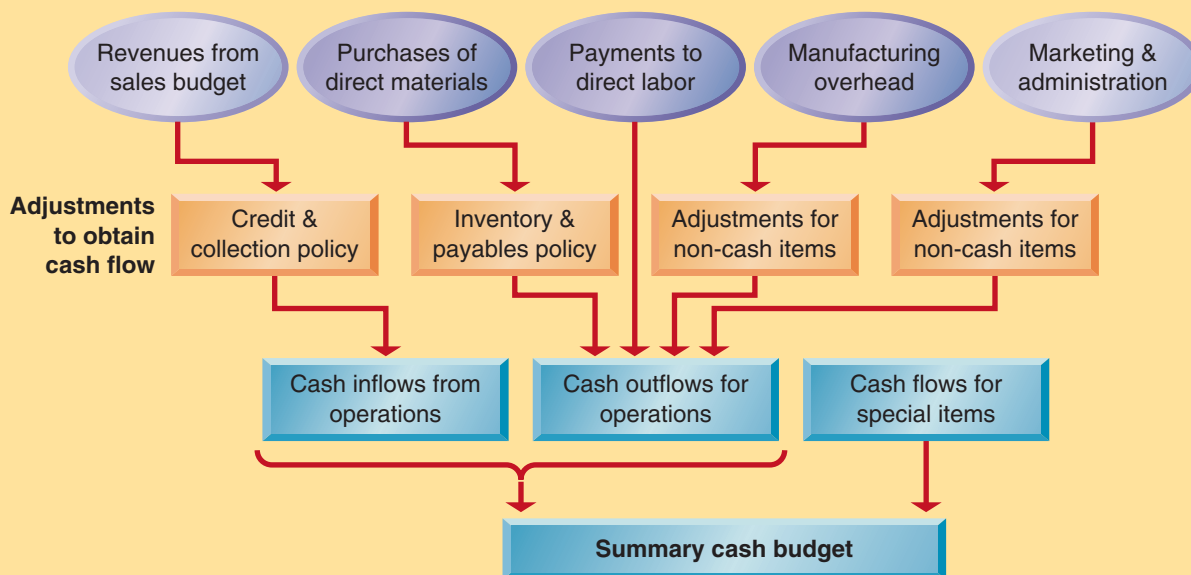 Revenues from
sales budget
Purchases of
direct materials
Payments to
direct labor
Manufacturing
overhead
Marketing &
administration
Adjustments
to obtain
cash flow
Credit &
collection policy
Inventory &
payables policy
Adjustments for
non-cash items
Adjustments for
non-cash items
Cash inflows from
operations
Cash outflows for
operations
Cash flows for
special items
Summary cash budget